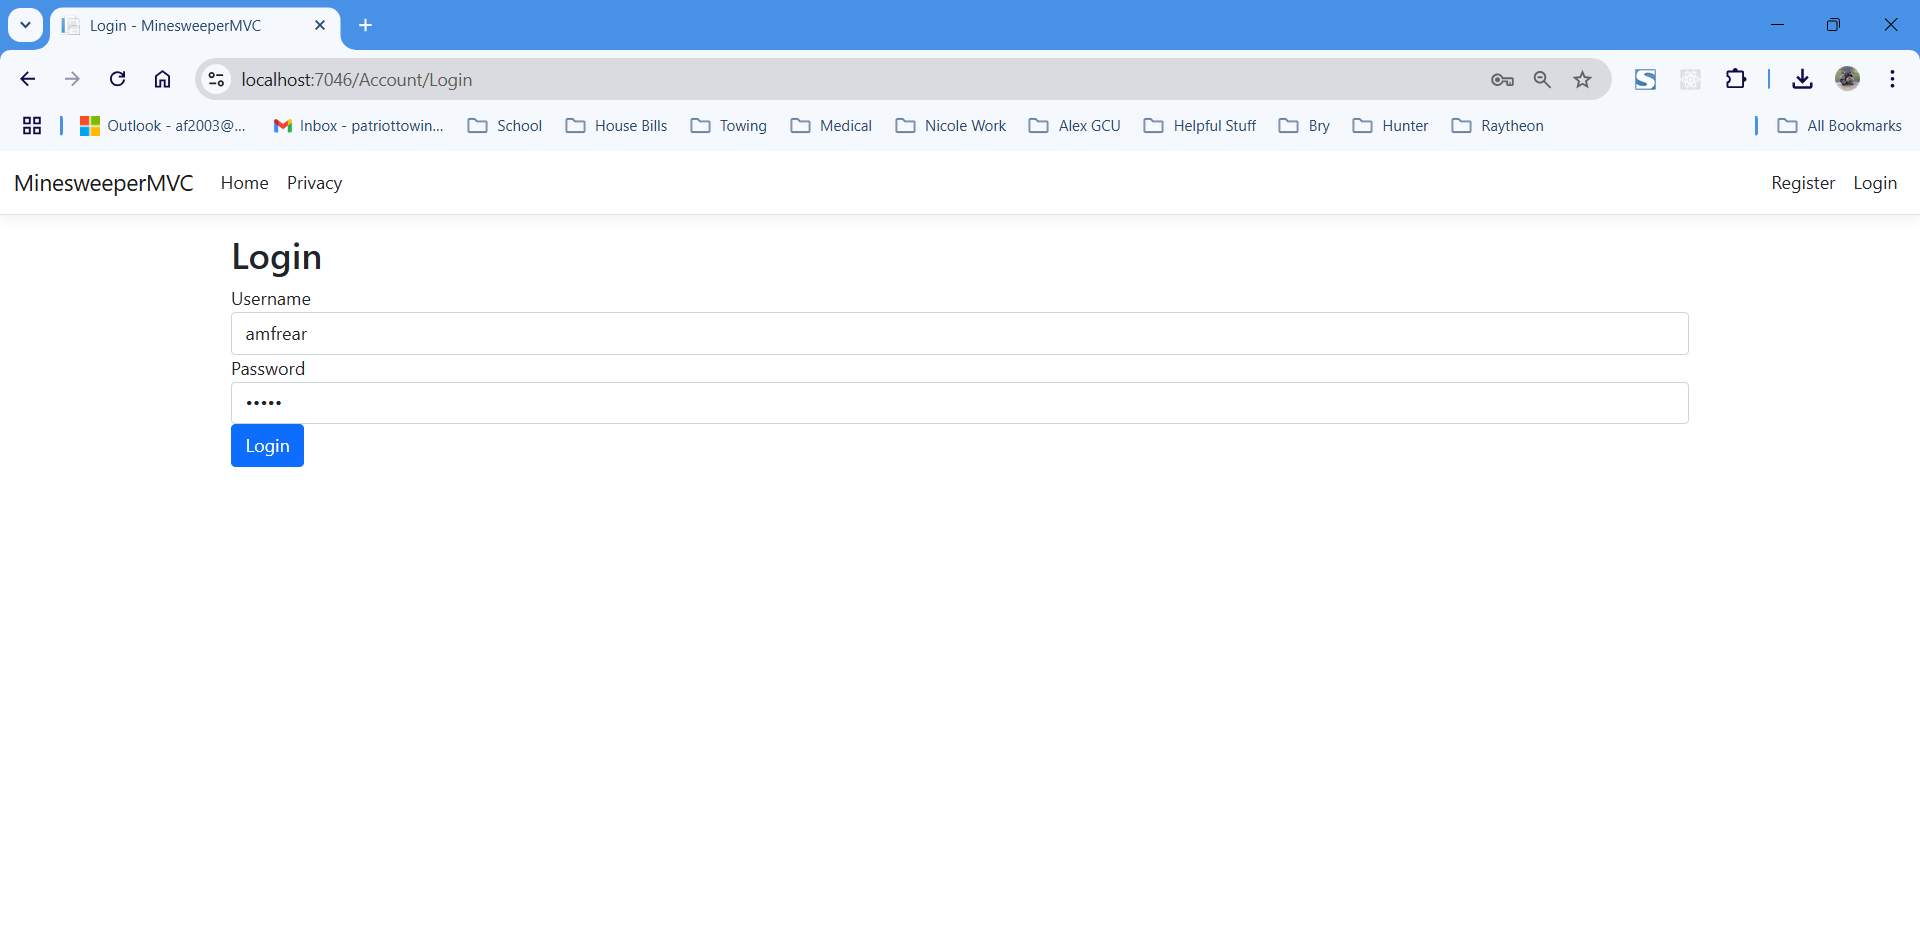 Login - MinesweeperMVC
localhost:7046/Account/Login
Outlook - af2003@... Inbox - patriottowin... School House Bills Towing Medical Nicole Work Alex GCU Helpful Stuff Bry Hunter Raytheon All Bookmarks
MinesweeperMVC Home Privacy Register Login
Login
Username
amfrear
Password
•••••
Login